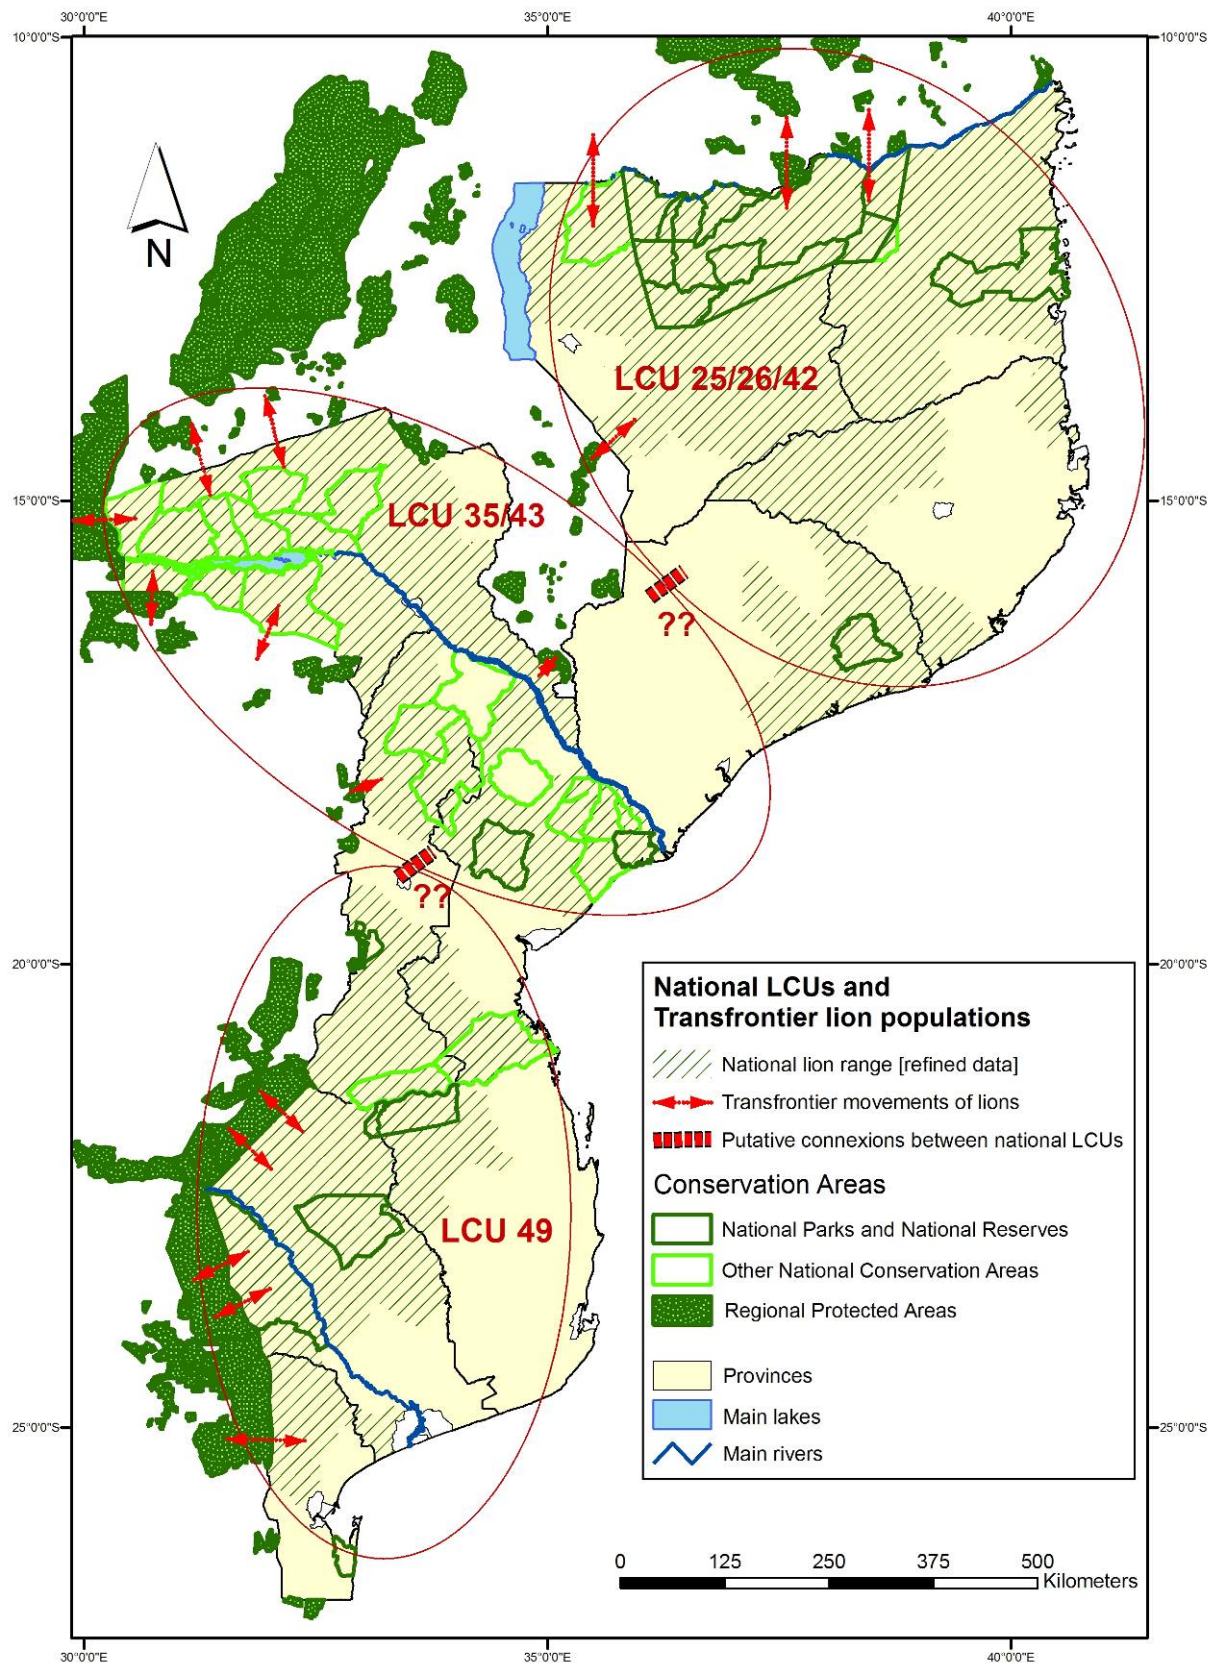 30°0'0"E 35°0'0"E 40°0'0"E
10°0'0"S 10°0'0"S
N
LCU 25/26/42
15°0'0"S 15°0'0"S
LCU 35/43
??
??
20°0'0"S 20°0'0"S
National LCUs and
Transfrontier lion populations
National lion range [refined data]
Transfrontier movements of lions
Putative connexions between national LCUs
Conservation Areas
LCU 49
National Parks and National Reserves
Other National Conservation Areas
Regional Protected Areas
Provinces
Main lakes
25°0'0"S 25°0'0"S
Main rivers
0 125 250 375 500
Kilometers
30°0'0"E 35°0'0"E 40°0'0"E